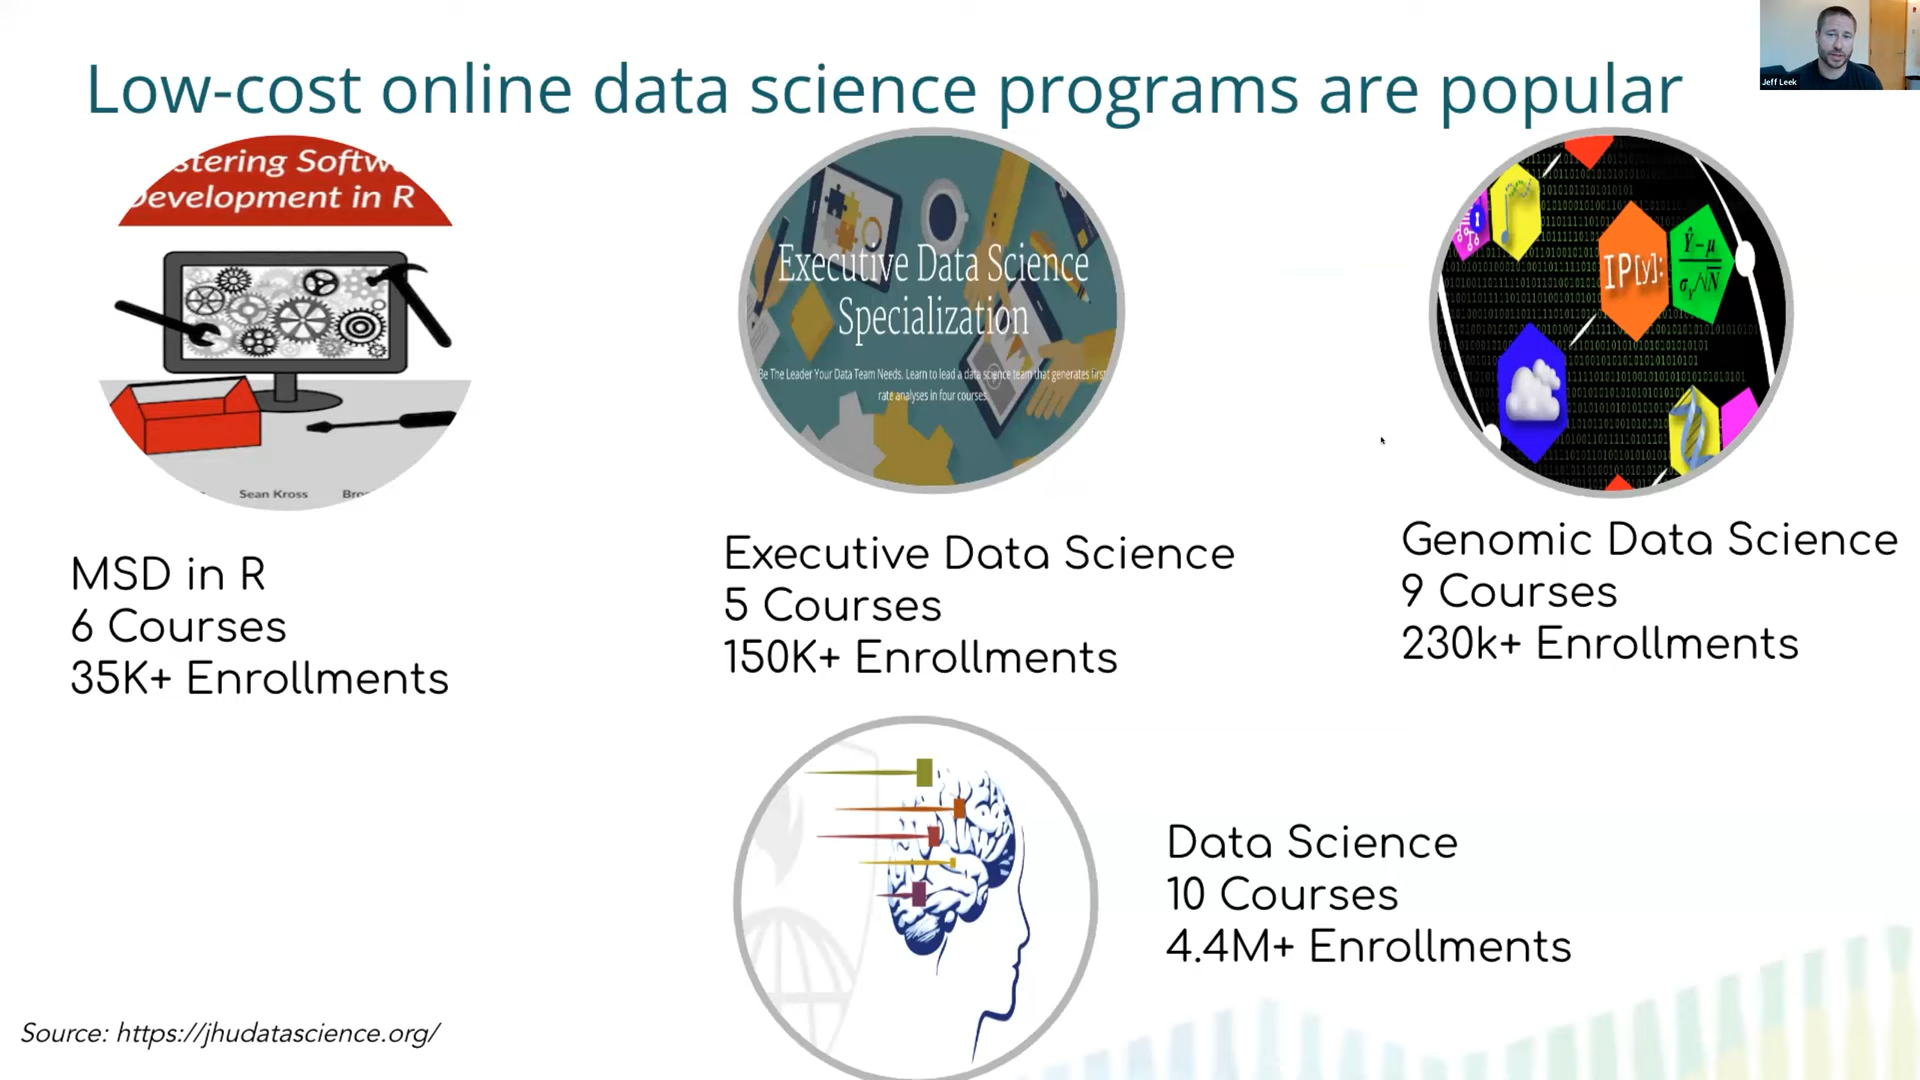 Low-cost online data science programs are popular
Jeff Leek
stering Softw
Development in R
Sean Kross
MSD in R
6 Courses
35K+ Enrollments
Executive Data Science
Specialization
Be The Leader Your Data Team Needs. Learn to lead a data science team that generates first
rate analyses in four courses.
Executive Data Science
5 Courses
150K+ Enrollments
IP[y]:
Ŷ-μ
σᵧ/√N
Genomic Data Science
9 Courses
230k+ Enrollments
Data Science
10 Courses
4.4M+ Enrollments
Source: https://jhudatascience.org/